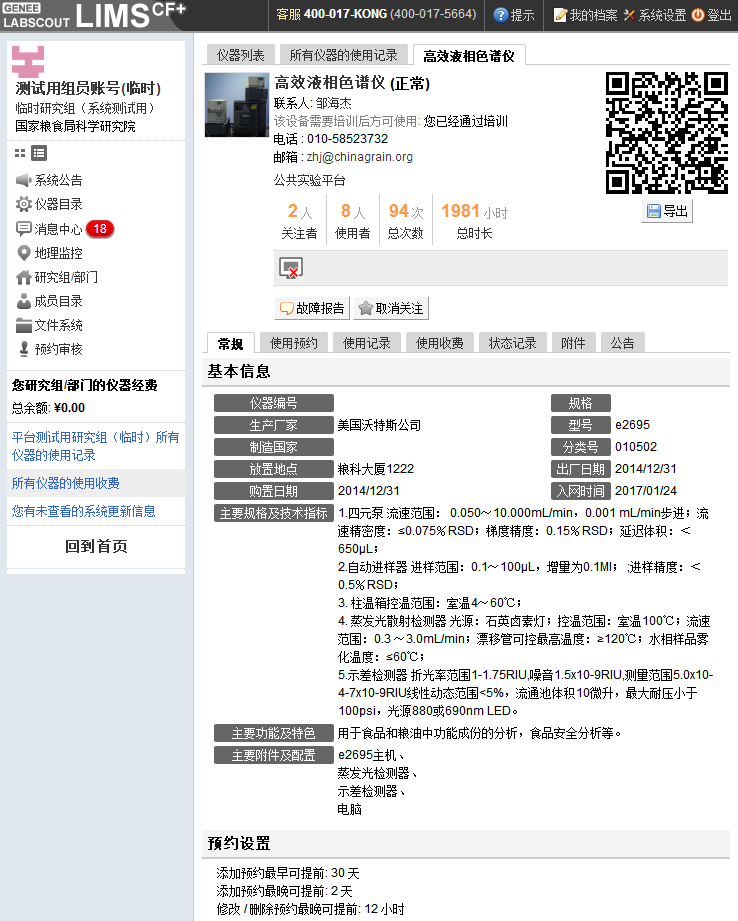 GENEE
LABSCOUT LIMS CF+
客服 400-017-KONG (400-017-5664)
提示
我的档案 系统设置 登出
测试用组员账号(临时)
临时研究组（系统测试用）
国家粮食局科学研究院
系统公告
仪器目录
消息中心 18
地理监控
研究组/部门
成员目录
文件系统
预约审核
您研究组/部门的仪器经费
总余额: ¥0.00
平台测试用研究组（临时）所有
仪器的使用记录
所有仪器的使用收费
您有未查看的系统更新信息
回到首页
仪器列表 所有仪器的使用记录 高效液相色谱仪
高效液相色谱仪 (正常)
联系人: 邹海杰
该设备需要培训后方可使用: 您已经通过培训
电话 : 010-58523732
邮箱 : zhj@chinagrain.org
公共实验平台
2 人 8 人 94 次 1981 小时
关注者 使用者 总次数 总时长
导出
故障报告 取消关注
常规 使用预约 使用记录 使用收费 状态记录 附件 公告
基本信息
仪器编号 规格
生产厂家 美国沃特斯公司 型号 e2695
制造国家 分类号 010502
放置地点 粮科大厦1222 出厂日期 2014/12/31
购置日期 2014/12/31 入网时间 2017/01/24
主要规格及技术指标 1.四元泵 流速范围： 0.050～10.000mL/min，0.001 mL/min步进；流
速精密度：≤0.075％RSD；梯度精度：0.15％RSD；延迟体积：＜
650μL；
2.自动进样器 进样范围：0.1～100μL，增量为0.1Ml； ;进样精度：＜
0.5％RSD；
3. 柱温箱控温范围：室温4～60℃；
4. 蒸发光散射检测器 光源：石英卤素灯；控温范围：室温100℃；流速
范围：0.3～3.0mL/min；漂移管可控最高温度：≥120℃；水相样品雾
化温度：≤60℃；
5.示差检测器 折光率范围1-1.75RIU,噪音1.5x10-9RIU,测量范围5.0x10-
4-7x10-9RIU线性动态范围<5%，流通池体积10微升，最大耐压小于
100psi，光源880或690nm LED。
主要功能及特色 用于食品和粮油中功能成份的分析，食品安全分析等。
主要附件及配置 e2695主机、
蒸发光检测器、
示差检测器、
电脑
预约设置
添加预约最早可提前: 30 天
添加预约最晚可提前: 2 天
修改 / 删除预约最晚可提前: 12 小时